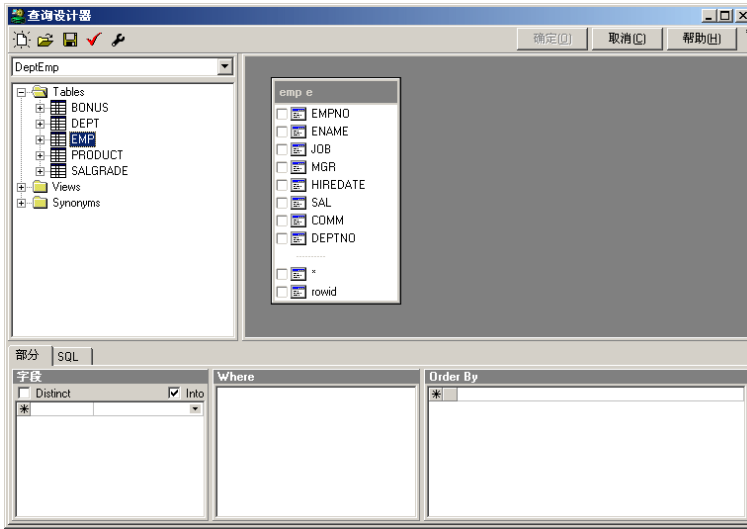 查询设计器
确定[O] 取消[C] 帮助[H]
DeptEmp
Tables
BONUS
DEPT
EMP
PRODUCT
SALGRADE
Views
Synonyms
emp e
EMPNO
ENAME
JOB
MGR
HIREDATE
SAL
COMM
DEPTNO
*
rowid
部分 SQL
字段
Distinct Into
Where
Order By